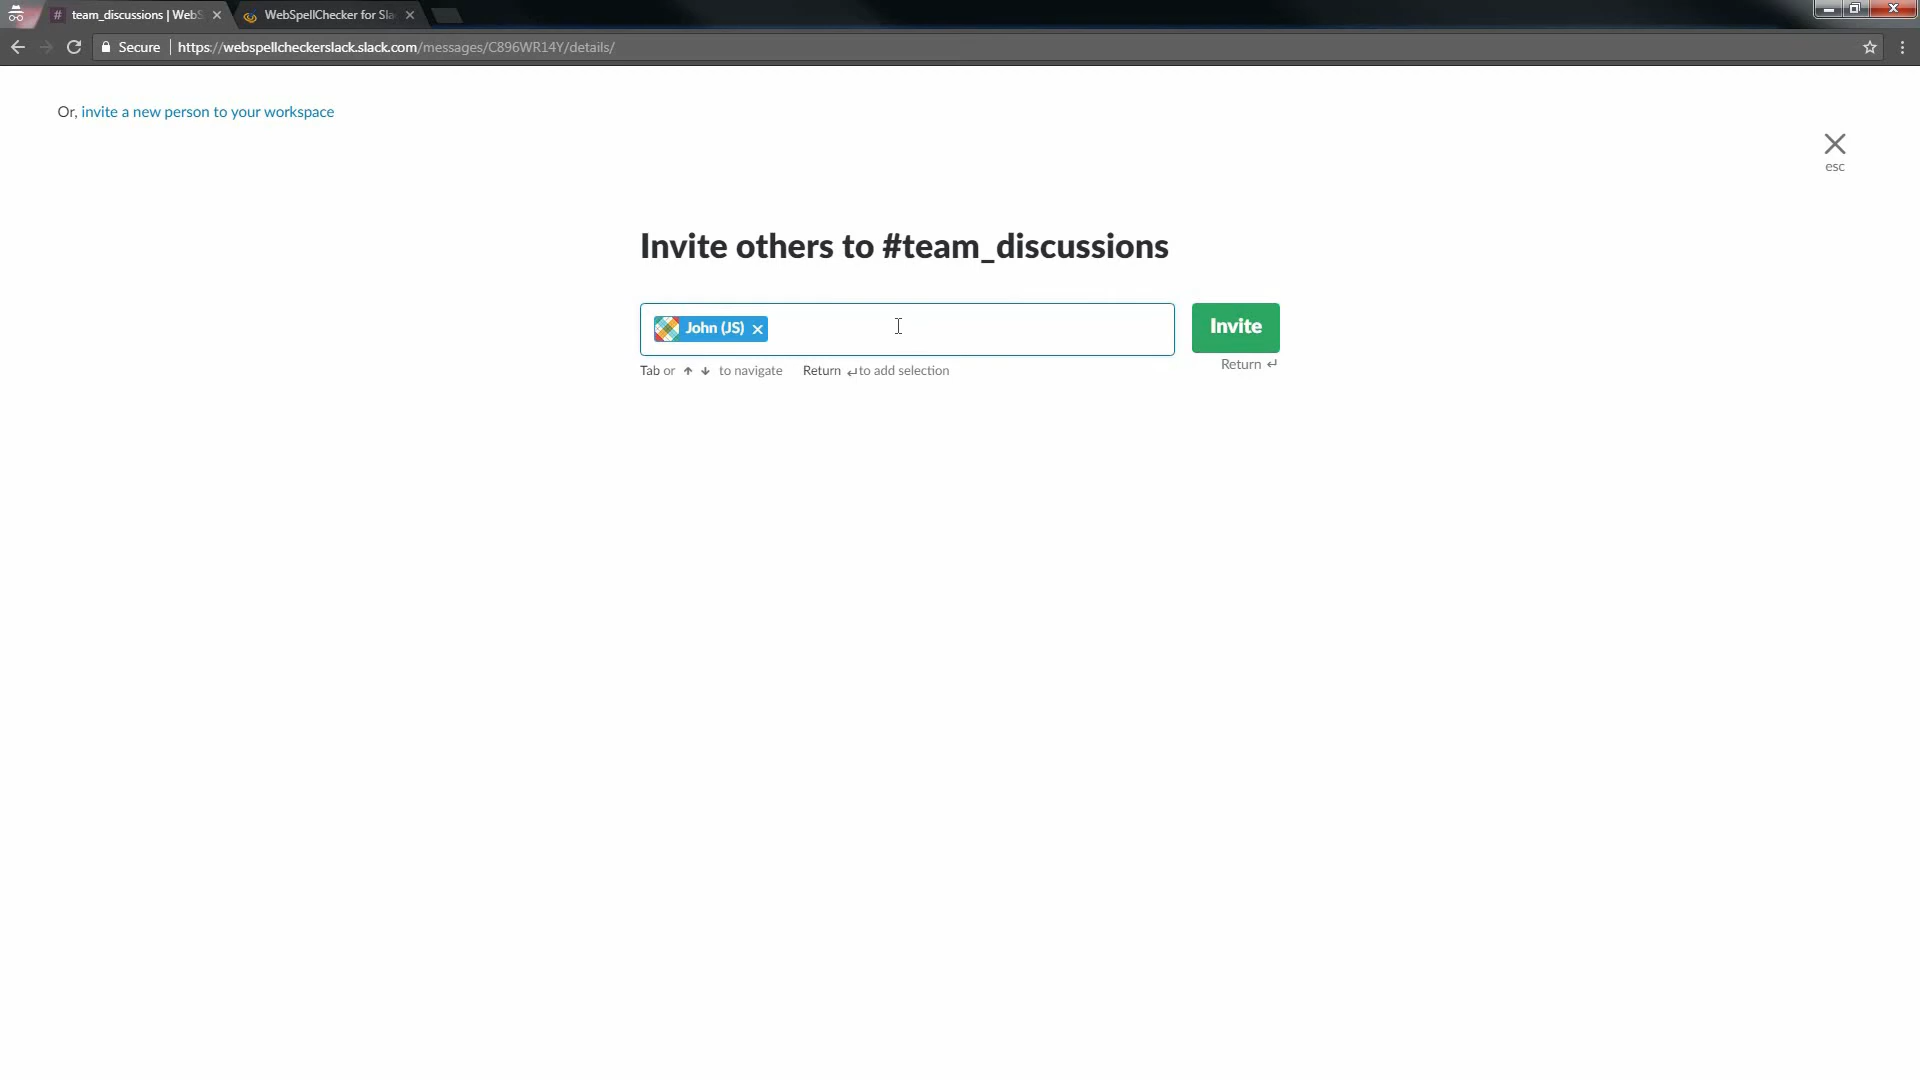 team_discussions | WebS
WebSpellChecker for Sla
Secure
https://webspellcheckerslack.slack.com/messages/C896WR14Y/details/
Or, invite a new person to your workspace
esc
Invite others to #team_discussions
John (JS)
Invite
Tab or ↑ ↓ to navigate Return ↵to add selection
Return ↵